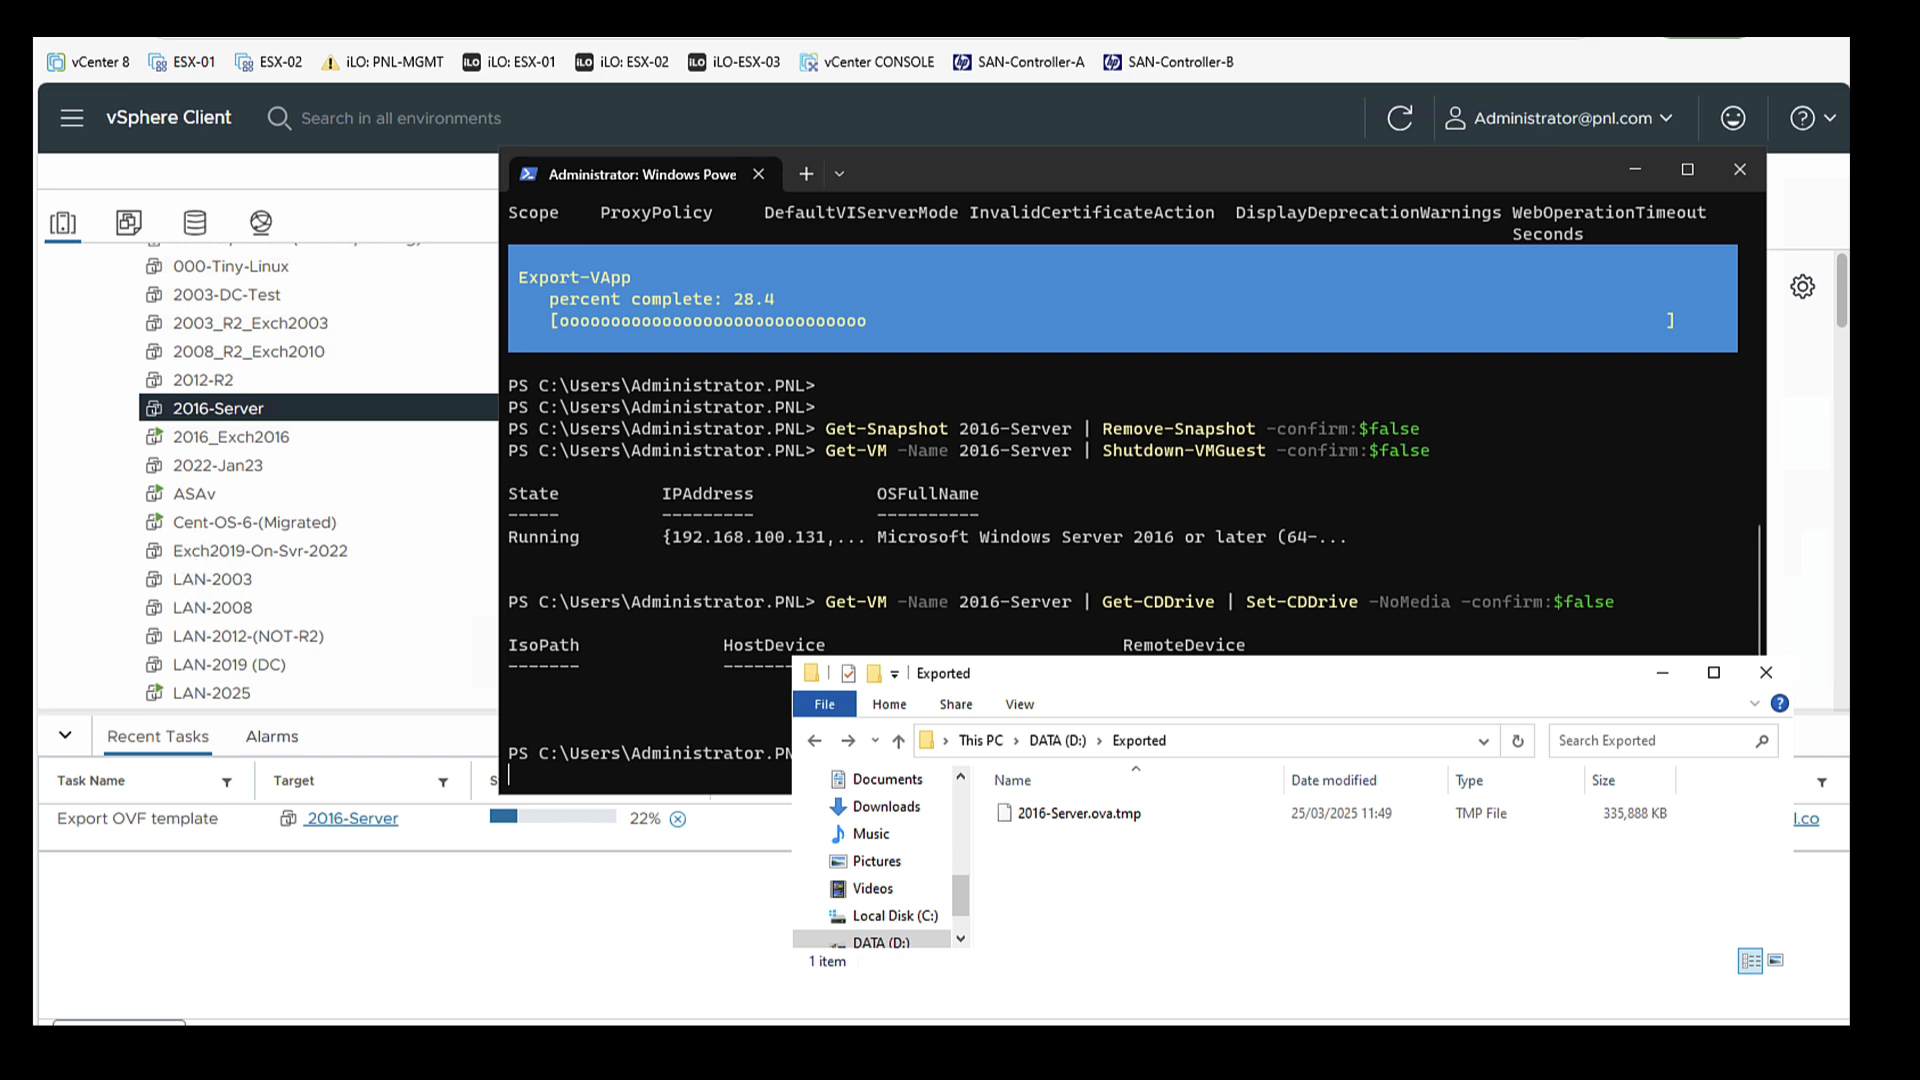 vCenter 8 ESX-01 ESX-02 iLO: PNL-MGMT iLO iLO: ESX-01 iLO iLO: ESX-02 iLO iLO-ESX-03 vCenter CONSOLE hp SAN-Controller-A hp SAN-Controller-B
vSphere Client Search in all environments Administrator@pnl.com
Administrator: Windows Powe
Scope ProxyPolicy DefaultVIServerMode InvalidCertificateAction DisplayDeprecationWarnings WebOperationTimeout
Seconds
Export-VApp
percent complete: 28.4
[oooooooooooooooooooooooooooooo ]
PS C:\Users\Administrator.PNL>
PS C:\Users\Administrator.PNL>
PS C:\Users\Administrator.PNL> Get-Snapshot 2016-Server | Remove-Snapshot -confirm:$false
PS C:\Users\Administrator.PNL> Get-VM -Name 2016-Server | Shutdown-VMGuest -confirm:$false
State IPAddress OSFullName
----- --------- ----------
Running {192.168.100.131,... Microsoft Windows Server 2016 or later (64-...
PS C:\Users\Administrator.PNL> Get-VM -Name 2016-Server | Get-CDDrive | Set-CDDrive -NoMedia -confirm:$false
IsoPath HostDevice RemoteDevice
------- -------
PS C:\Users\Administrator.PN
000-Tiny-Linux
2003-DC-Test
2003_R2_Exch2003
2008_R2_Exch2010
2012-R2
2016-Server
2016_Exch2016
2022-Jan23
ASAv
Cent-OS-6-(Migrated)
Exch2019-On-Svr-2022
LAN-2003
LAN-2008
LAN-2012-(NOT-R2)
LAN-2019 (DC)
LAN-2025
Recent Tasks Alarms
Task Name Target S
Export OVF template 2016-Server 22%
l.co
Exported
File Home Share View
This PC > DATA (D:) > Exported Search Exported
Documents
Downloads
Music
Pictures
Videos
Local Disk (C:)
DATA (D:)
Name Date modified Type Size
2016-Server.ova.tmp 25/03/2025 11:49 TMP File 335,888 KB
1 item